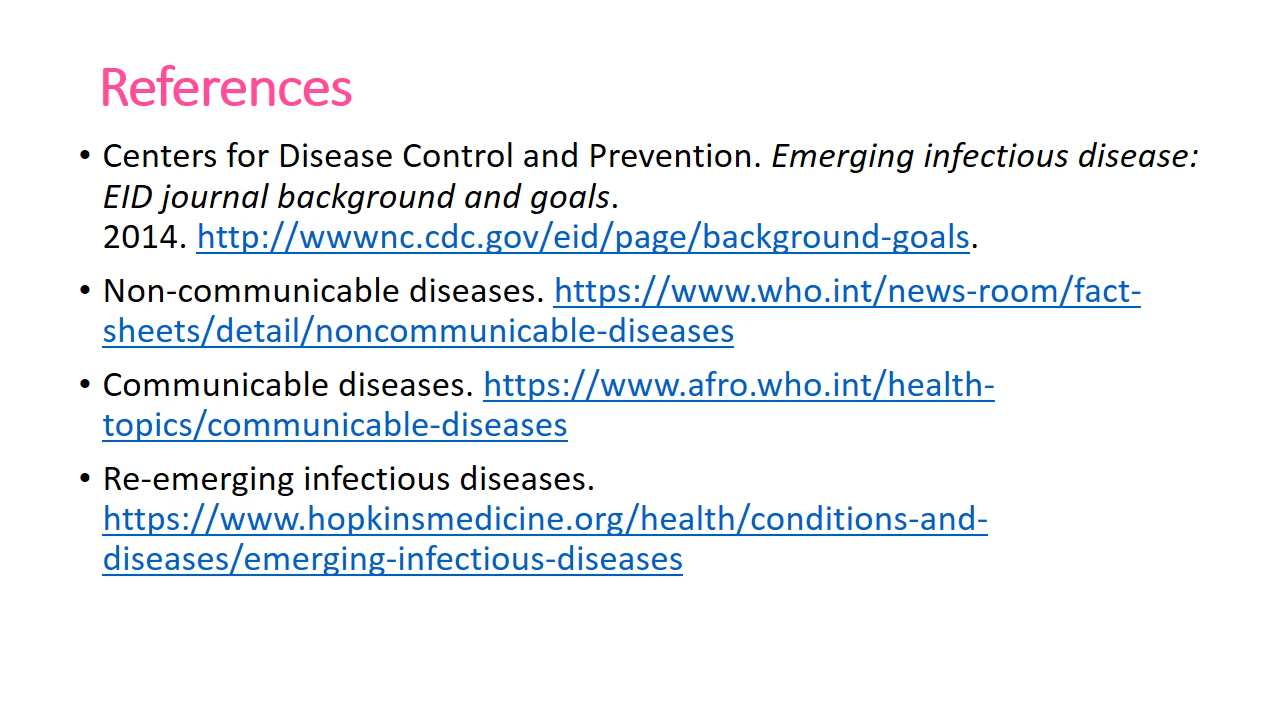 References
• Centers for Disease Control and Prevention. Emerging infectious disease:
EID journal background and goals.
2014. http://wwwnc.cdc.gov/eid/page/background-goals.
• Non-communicable diseases. https://www.who.int/news-room/fact-
sheets/detail/noncommunicable-diseases
• Communicable diseases. https://www.afro.who.int/health-
topics/communicable-diseases
• Re-emerging infectious diseases.
https://www.hopkinsmedicine.org/health/conditions-and-
diseases/emerging-infectious-diseases